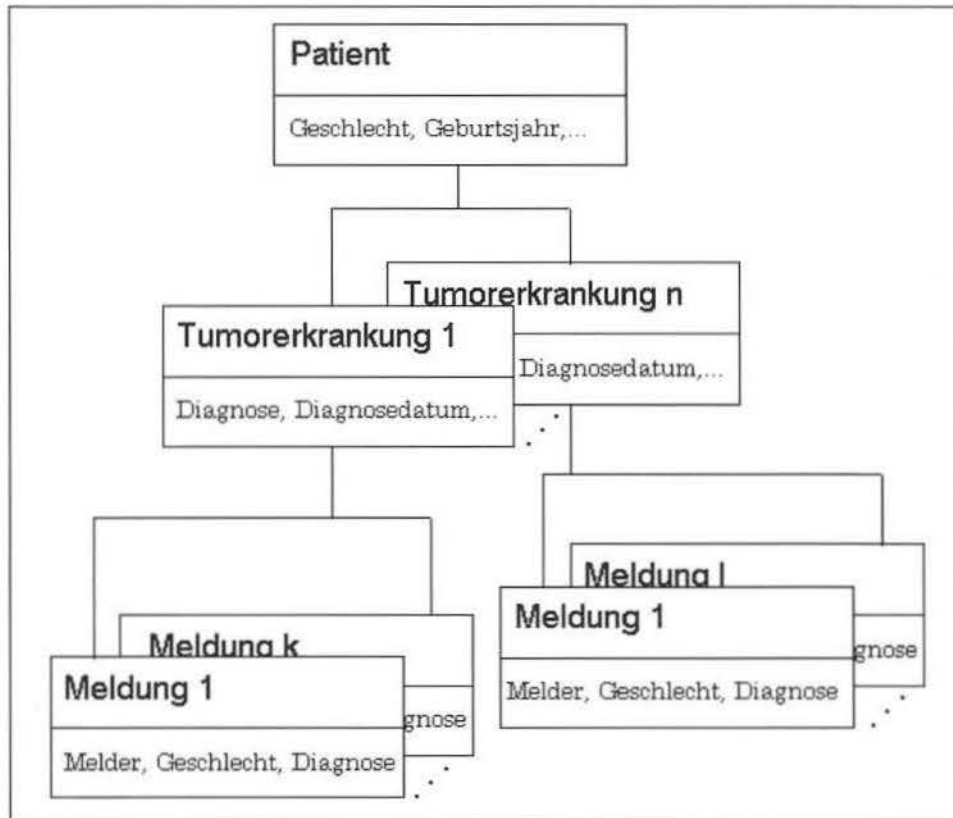 Patient
Geschlecht, Geburtsjahr,...
Tumorerkrankung n
Diagnosedatum,...
Tumorerkrankung 1
Diagnose, Diagnosedatum,...
Meldung l
gnose
Meldung 1
Melder, Geschlecht, Diagnose
Meldung k
gnose
Meldung 1
Melder, Geschlecht, Diagnose